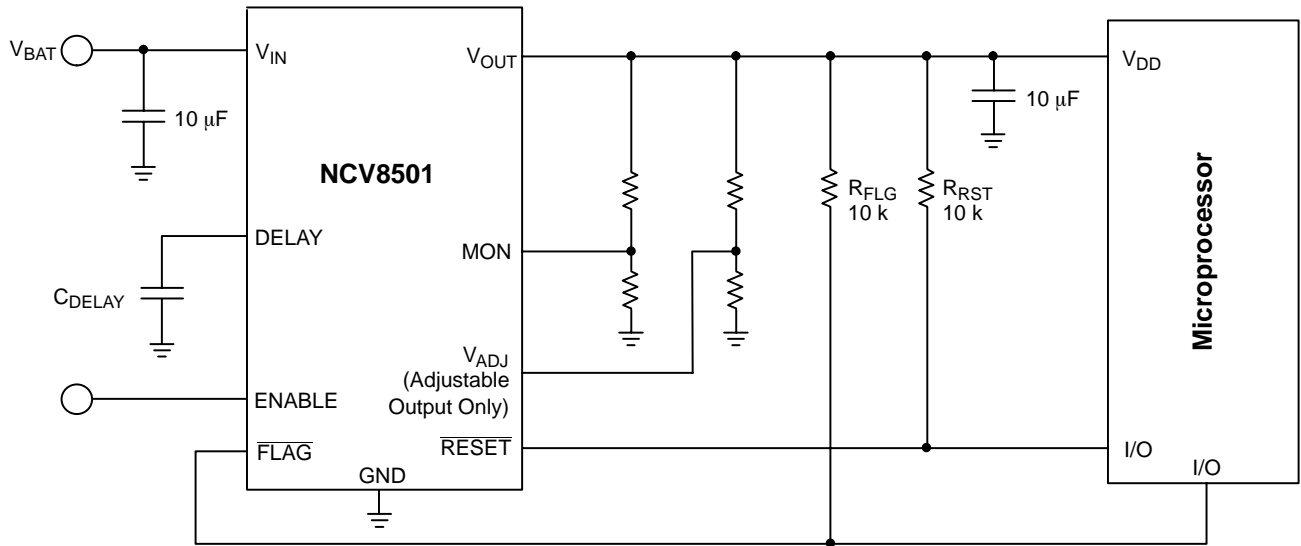 V_BAT
V_IN
10 μF
NCV8501
V_OUT
V_DD
10 μF
R_FLG
10 k
R_RST
10 k
Microprocessor
DELAY
C_DELAY
MON
V_ADJ
(Adjustable
Output Only)
ENABLE
FLAG
RESET
GND
I/O
I/O